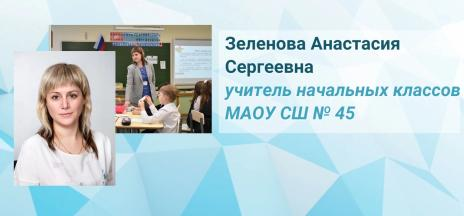 Зеленова Анастасия
Сергеевна
учитель начальных классов
МАОУ СШ № 45